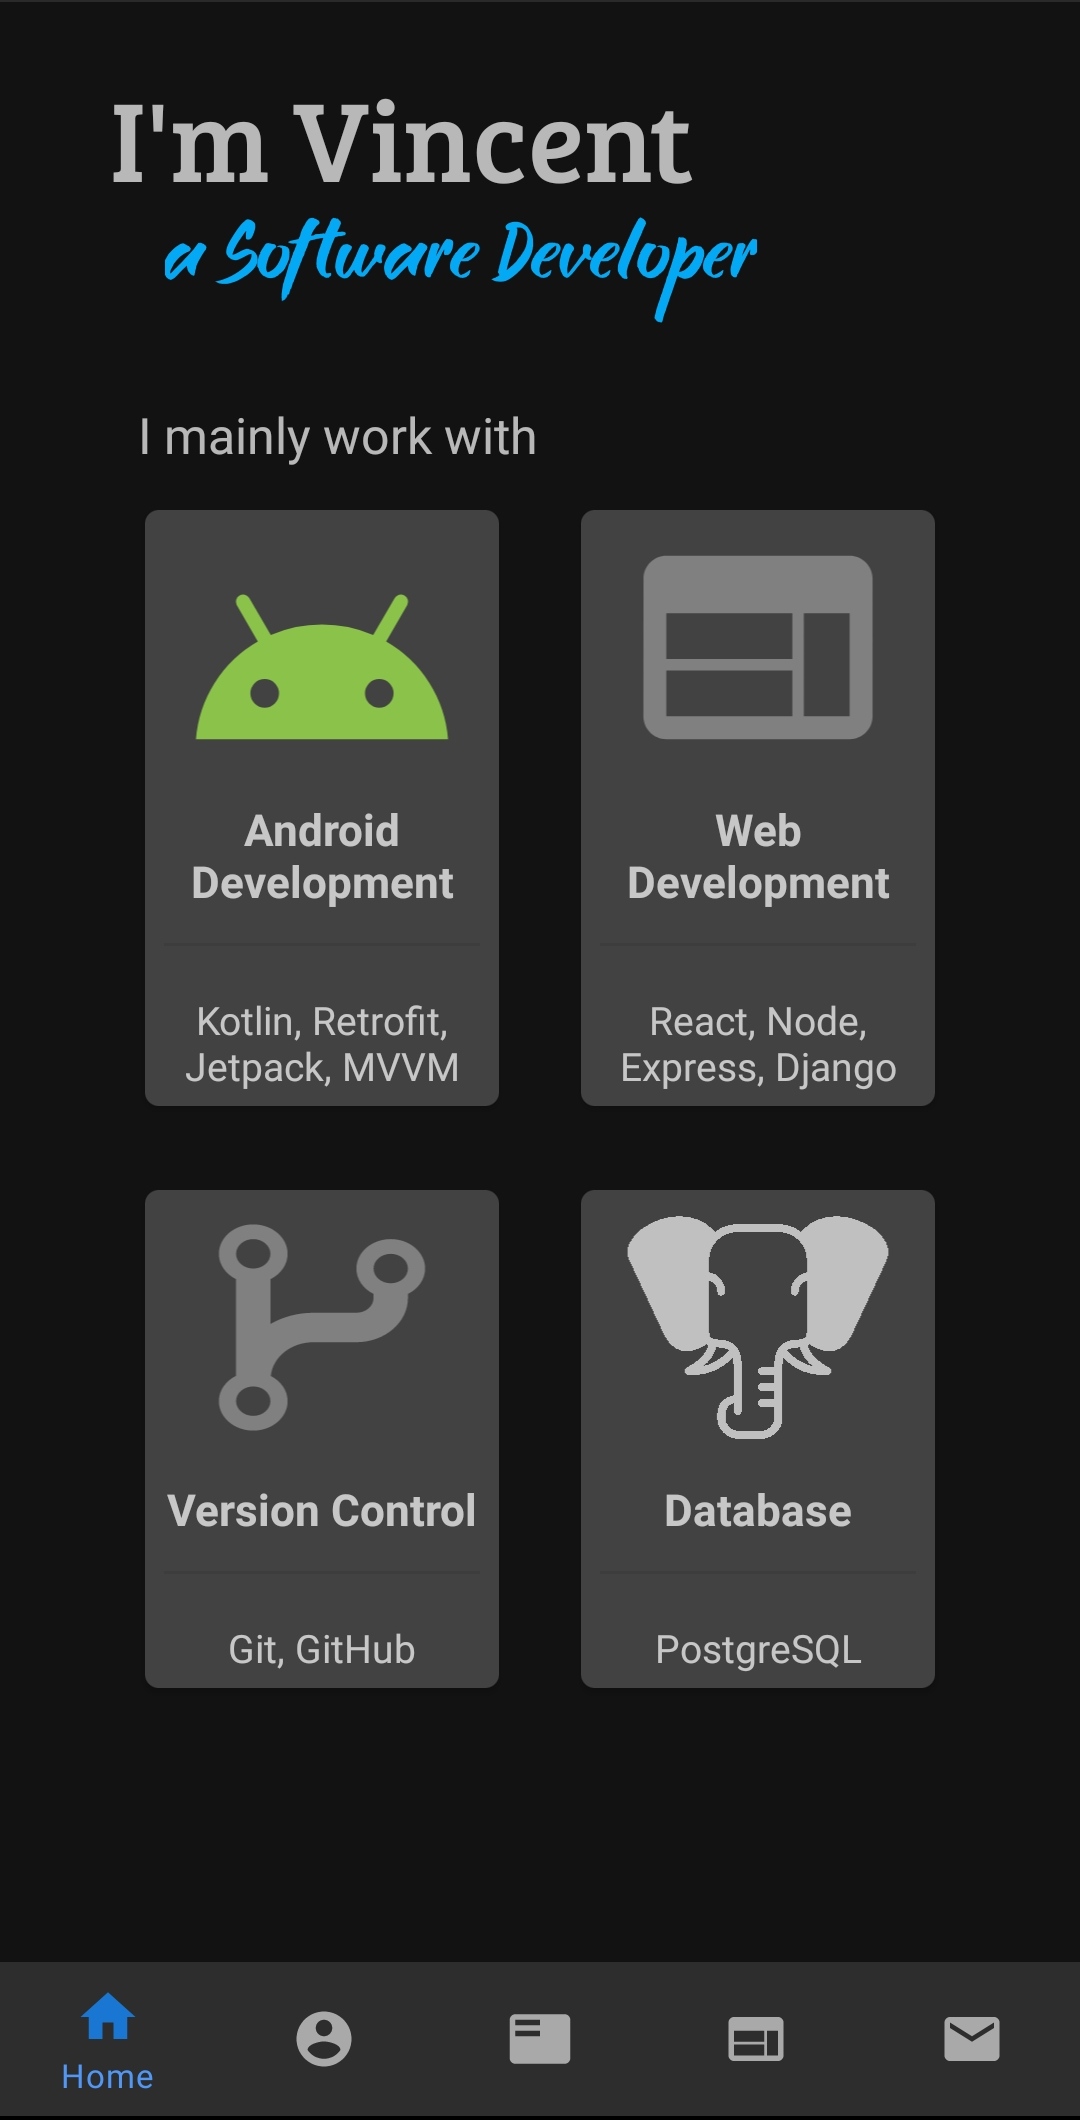 I'm Vincent
a Software Developer
I mainly work with
Android
Development
Kotlin, Retrofit,
Jetpack, MVVM
Web
Development
React, Node,
Express, Django
Version Control
Git, GitHub
Database
PostgreSQL
Home